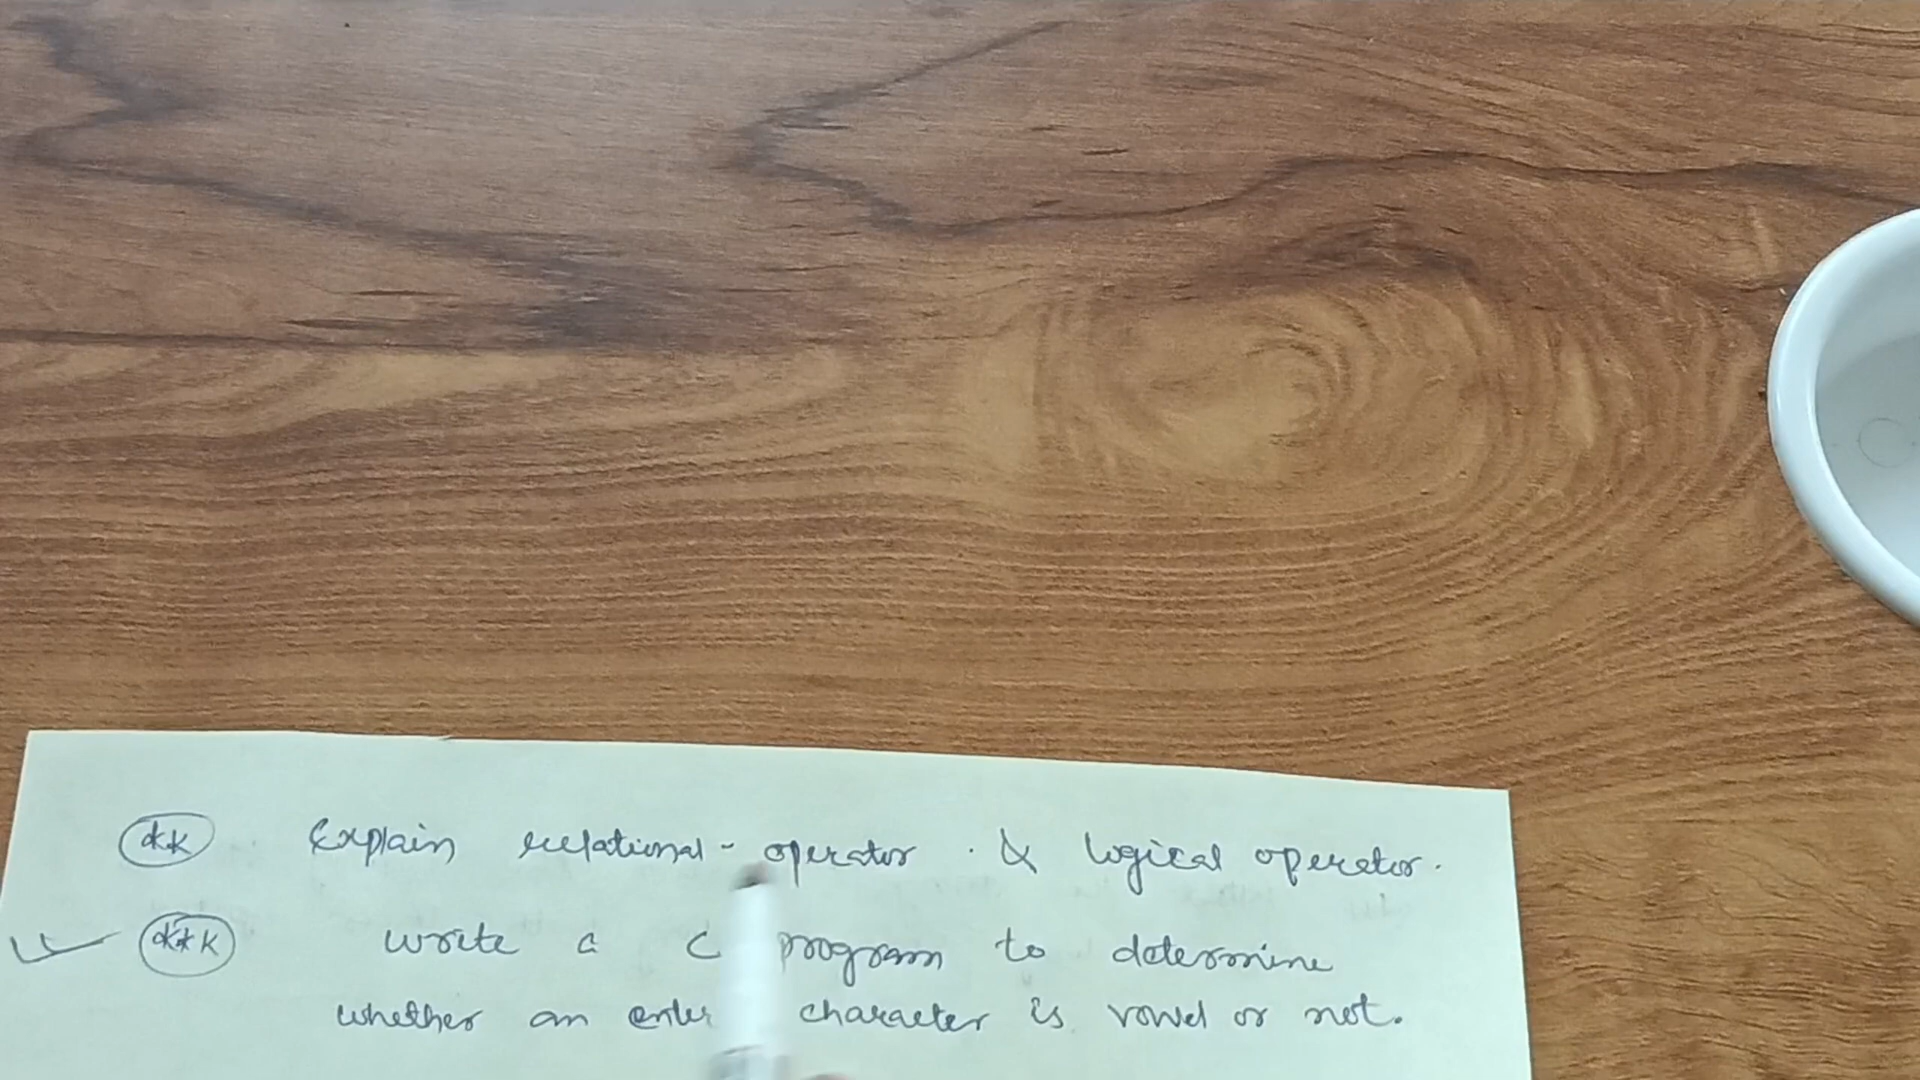 ** Explain relational - operator & logical operator.
*** write a C program to determine
whether an character is vowel or not.